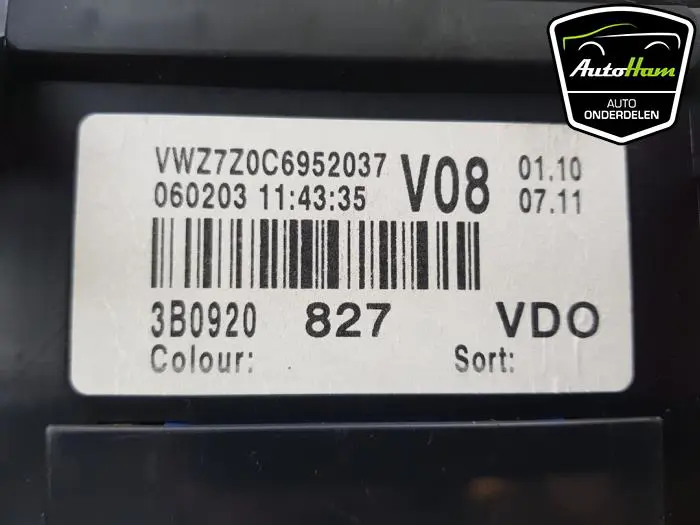 AutoHam
AUTO
ONDERDELEN
VWZ7Z0C6952037
060203 11:43:35
V08
01.10
07.11
3B0920 827 VDO
Colour: Sort: